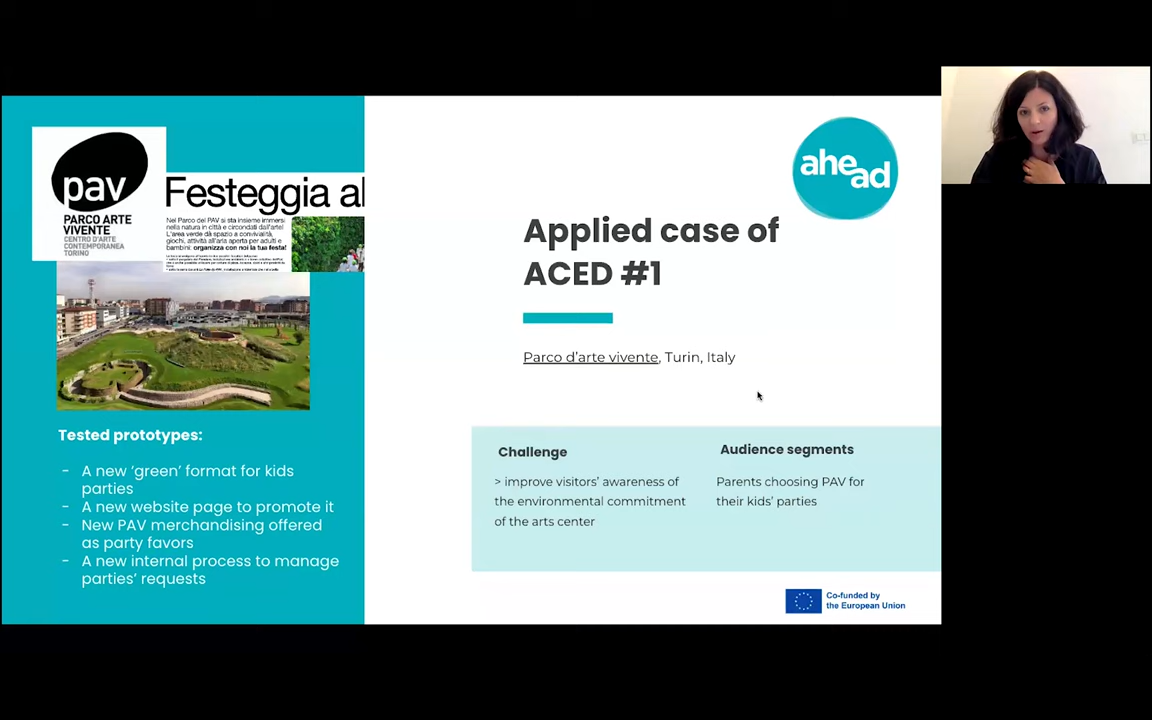 pav
PARCO ARTE
VIVENTE
CENTRO D'ARTE
CONTEMPORANEA
TORINO
Festeggia al
Nel Parco del PAV si sta insieme immersi
nella natura in città e circondati dall'arte!
L'area verde dà spazio a convivialità,
giochi, attività all'aria aperta per adulti e
bambini: organizza con noi la tua festa!
Tested prototypes:
- A new ‘green’ format for kids
parties
- A new website page to promote it
- New PAV merchandising offered
as party favors
- A new internal process to manage
parties’ requests
ahead
Applied case of
ACED #1
Parco d’arte vivente, Turin, Italy
Challenge
> improve visitors’ awareness of
the environmental commitment
of the arts center
Audience segments
Parents choosing PAV for
their kids’ parties
Co-funded by
the European Union